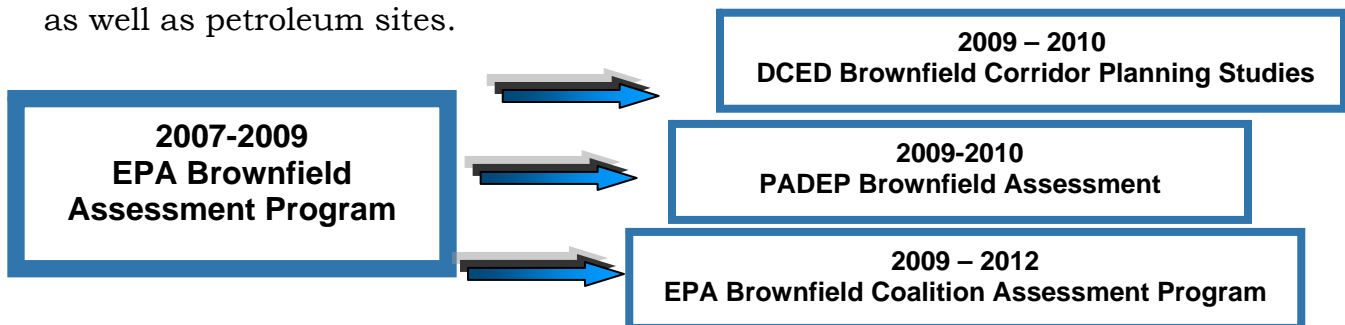 as well as petroleum sites.
2007-2009
EPA Brownfield
Assessment Program
2009 – 2010
DCED Brownfield Corridor Planning Studies
2009-2010
PADEP Brownfield Assessment
2009 – 2012
EPA Brownfield Coalition Assessment Program